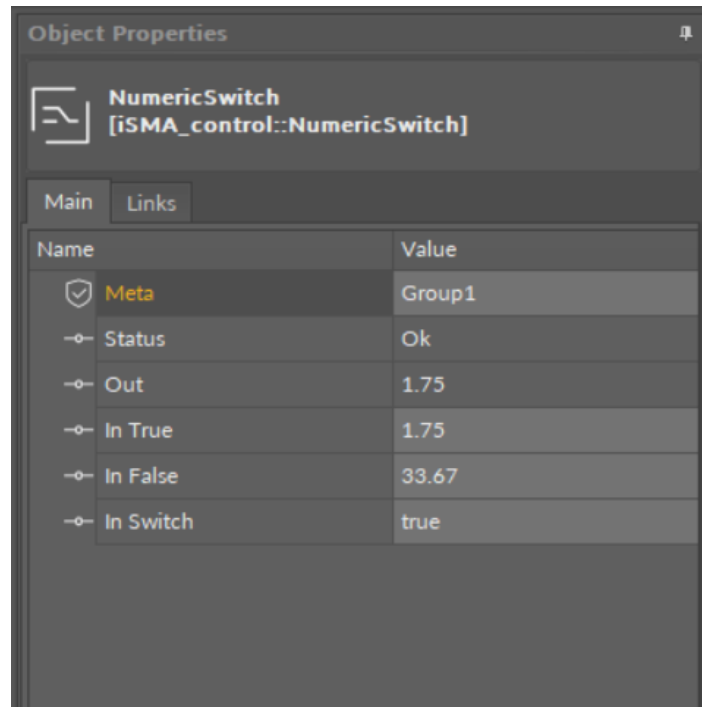 Object Properties
NumericSwitch
[iSMA_control::NumericSwitch]
Main Links
Name Value
Meta Group1
Status Ok
Out 1.75
In True 1.75
In False 33.67
In Switch true